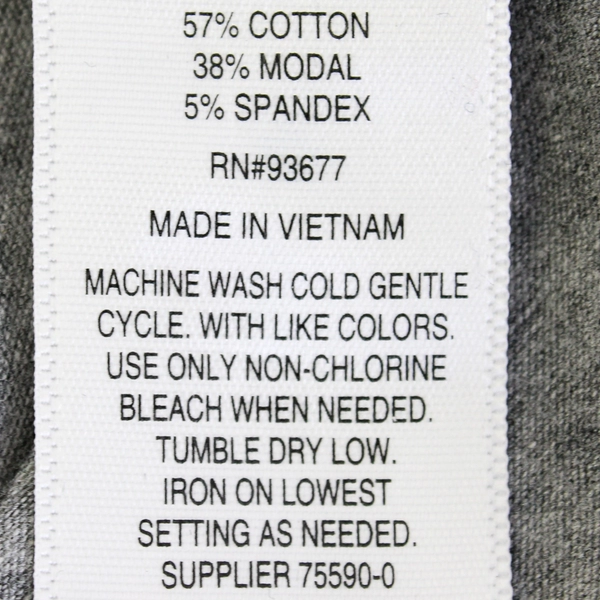 57% COTTON
38% MODAL
5% SPANDEX
RN#93677
MADE IN VIETNAM
MACHINE WASH COLD GENTLE
CYCLE. WITH LIKE COLORS.
USE ONLY NON-CHLORINE
BLEACH WHEN NEEDED.
TUMBLE DRY LOW.
IRON ON LOWEST
SETTING AS NEEDED.
SUPPLIER 75590-0